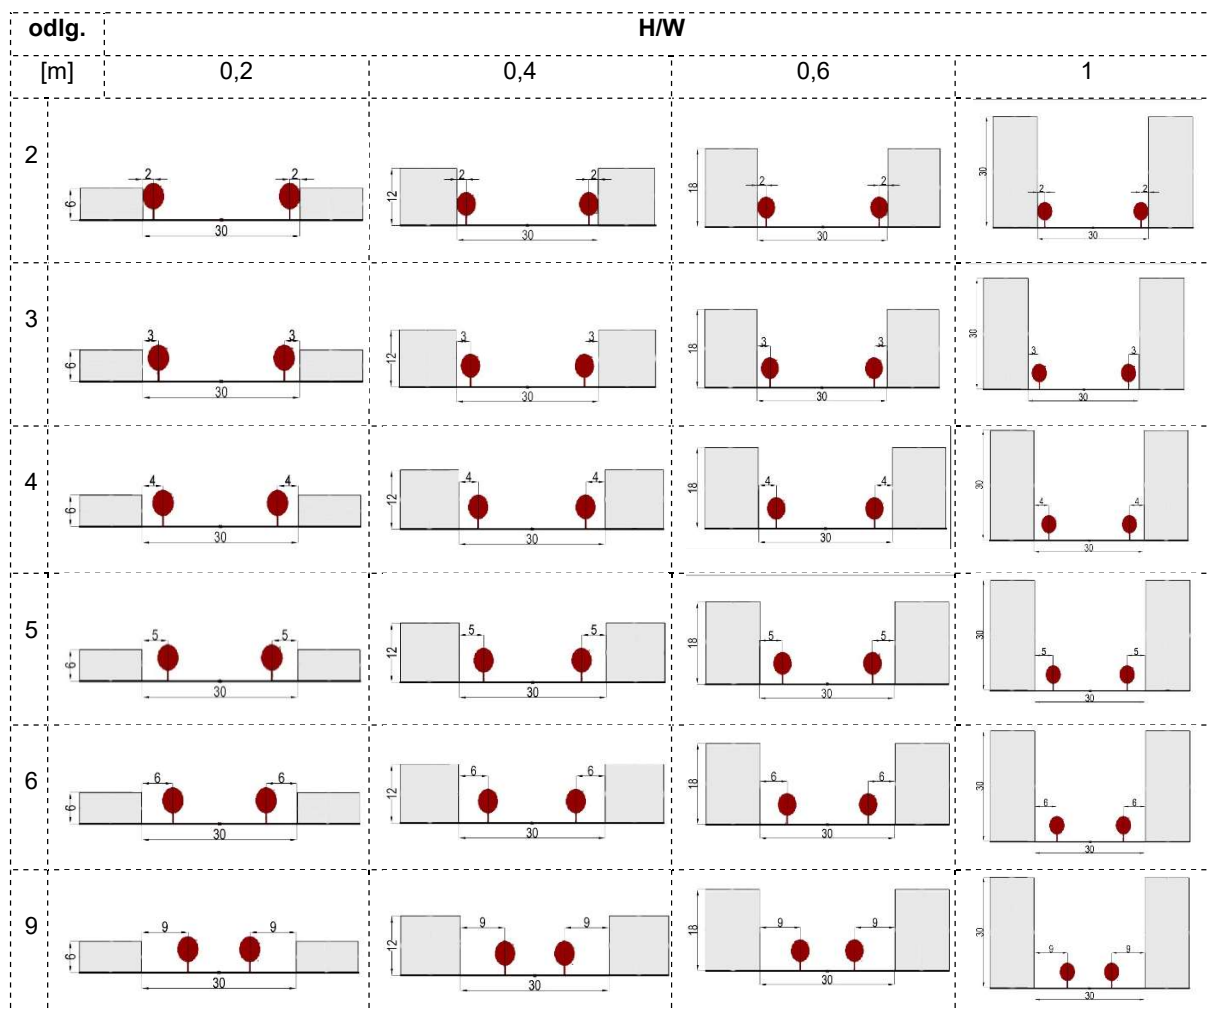 odlg. H/W
[m] 0,2 0,4 0,6 1
2
2 2 6 30
2 2 12 30
2 2 18 30
2 2 30 30
3
3 3 6 30
3 3 12 30
3 3 18 30
3 3 30 30
4
4 4 6 30
4 4 12 30
4 4 18 30
4 4 30 30
5
5 5 6 30
5 5 12 30
5 5 18 30
5 5 30 30
6
6 6 6 30
6 6 12 30
6 6 18 30
6 6 30 30
9
9 9 6 30
9 9 12 30
9 9 18 30
9 9 30 30